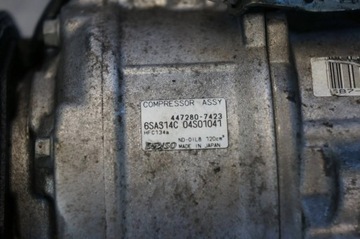 COMPRESSOR ASSY
447280-7423
6SAS14C 04S01041
HFC134a
ND-OIL8 120cm³
DENSO MADE IN JAPAN